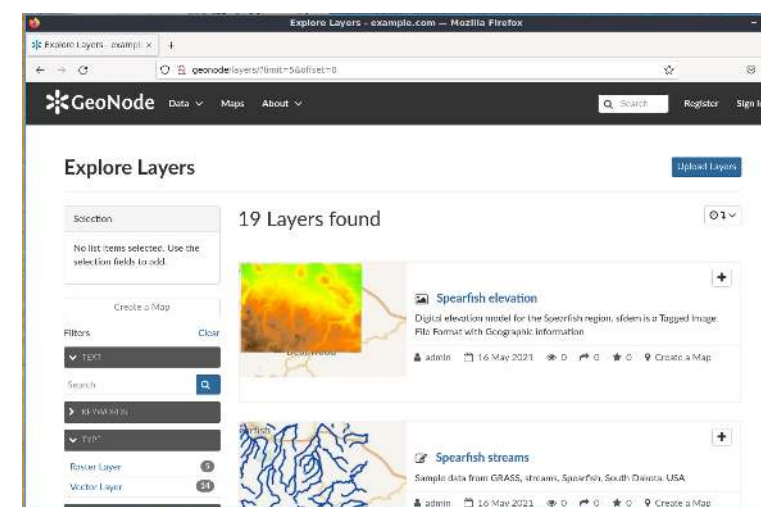 Explore Layers - example.com — Mozilla Firefox
Explore Layers - exampl ×
geonode/layers/?limit=5&offset=0
GeoNode Data Maps About Search Register Sign in
Explore Layers
Upload Layers
Selection
No list items selected. Use the
selection fields to add.
Create a Map
Filters Clear
TEXT
Search
KEYWORDS
TYPE
Raster Layer 5
Vector Layer 14
19 Layers found
Spearfish elevation
Digital elevation model for the Spearfish region. sfdem is a Tagged Image
File Format with Geographic information
admin 16 May 2021 0 0 0 Create a Map
Spearfish streams
Sample data from GRASS, streams, Spearfish, South Dakota, USA
admin 16 May 2021 0 0 0 Create a Map